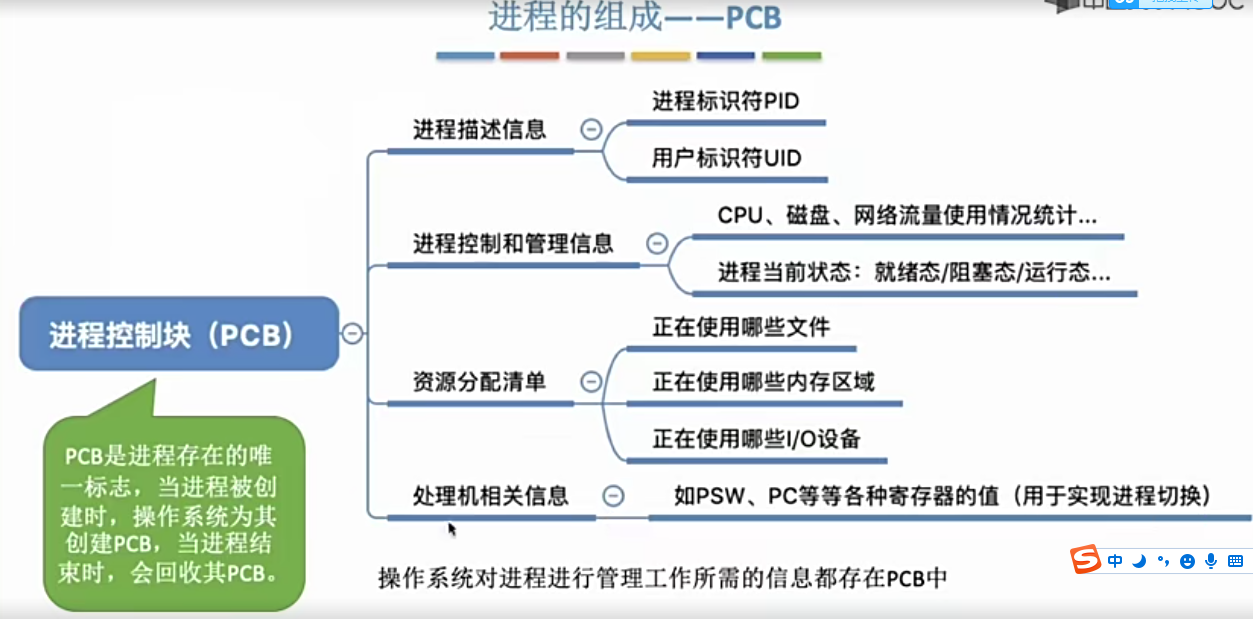 进程的组成——PCB
进程描述信息
进程标识符PID
用户标识符UID
进程控制和管理信息
CPU、磁盘、网络流量使用情况统计...
进程当前状态：就绪态/阻塞态/运行态...
进程控制块（PCB）
资源分配清单
正在使用哪些文件
正在使用哪些内存区域
正在使用哪些I/O设备
处理机相关信息
如PSW、PC等等各种寄存器的值（用于实现进程切换）
PCB是进程存在的唯
一标志，当进程被创
建时，操作系统为其
创建PCB，当进程结
束时，会回收其PCB。
操作系统对进程进行管理工作所需的信息都存在PCB中
中